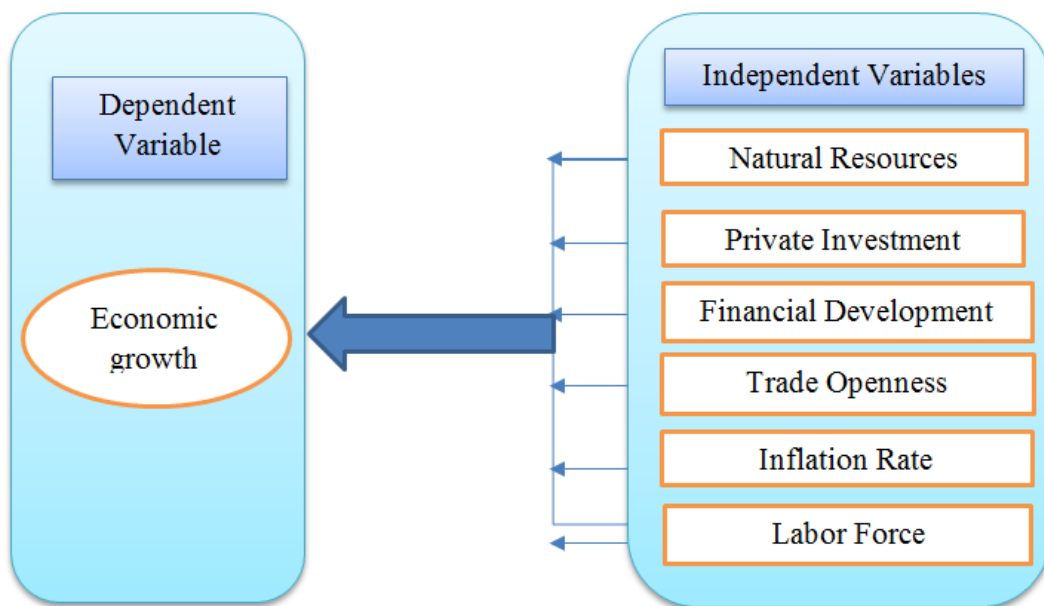 Dependent
Variable
Economic
growth
Independent Variables
Natural Resources
Private Investment
Financial Development
Trade Openness
Inflation Rate
Labor Force